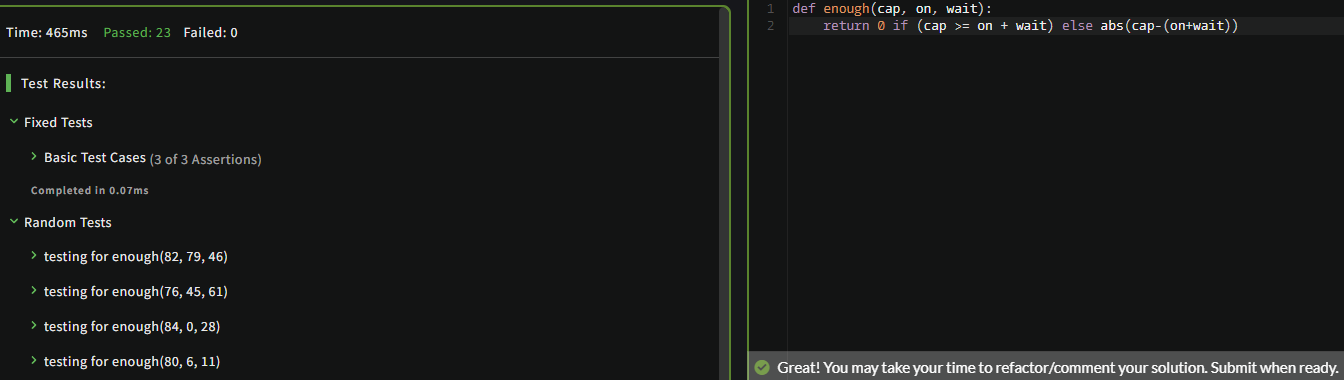 Time: 465ms Passed: 23 Failed: 0
Test Results:
Fixed Tests
Basic Test Cases (3 of 3 Assertions)
Completed in 0.07ms
Random Tests
testing for enough(82, 79, 46)
testing for enough(76, 45, 61)
testing for enough(84, 0, 28)
testing for enough(80, 6, 11)
1 def enough(cap, on, wait):
2 return 0 if (cap >= on + wait) else abs(cap-(on+wait))
Great! You may take your time to refactor/comment your solution. Submit when ready.